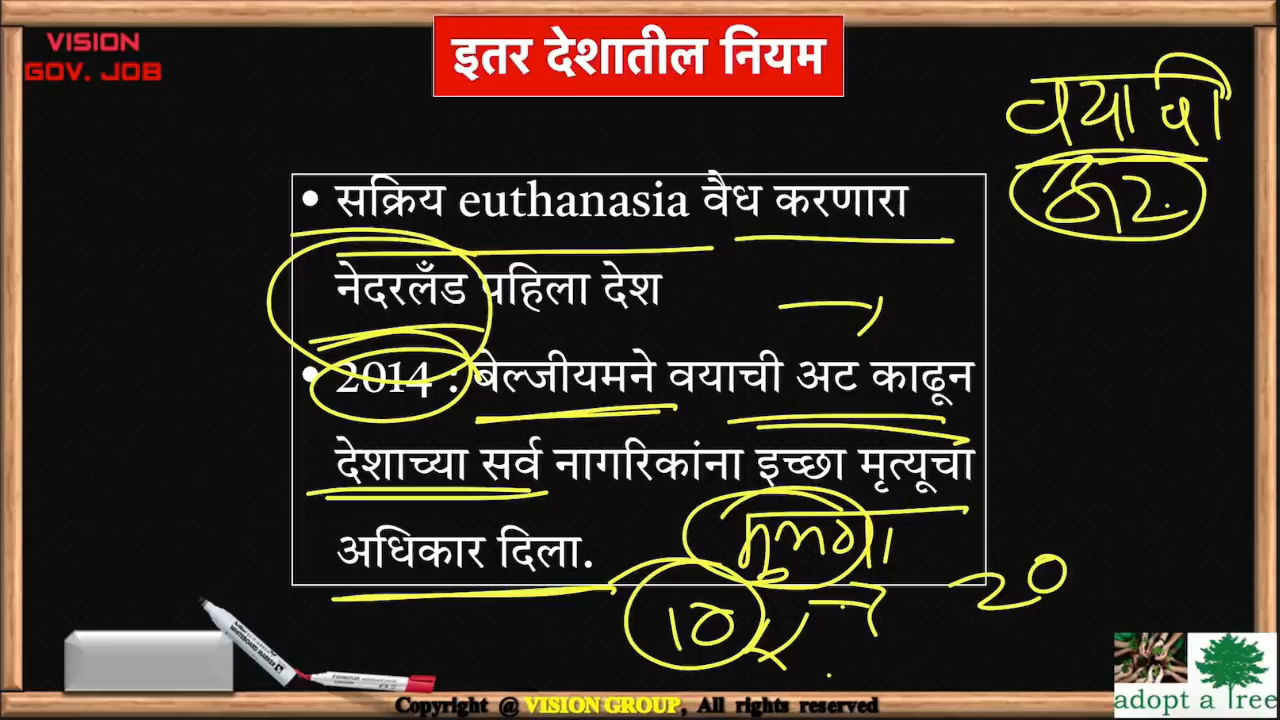 VISION
GOV. JOB
इतर देशातील नियम
• सक्रिय euthanasia वैध करणारा
नेदरलँड पहिला देश
• 2014 : बेल्जीयमने वयाची अट काढून
देशाच्या सर्व नागरिकांना इच्छा मृत्यूचा
अधिकार दिला.
10
20
Copyright @ VISION GROUP, All rights reserved
adopt a Tree